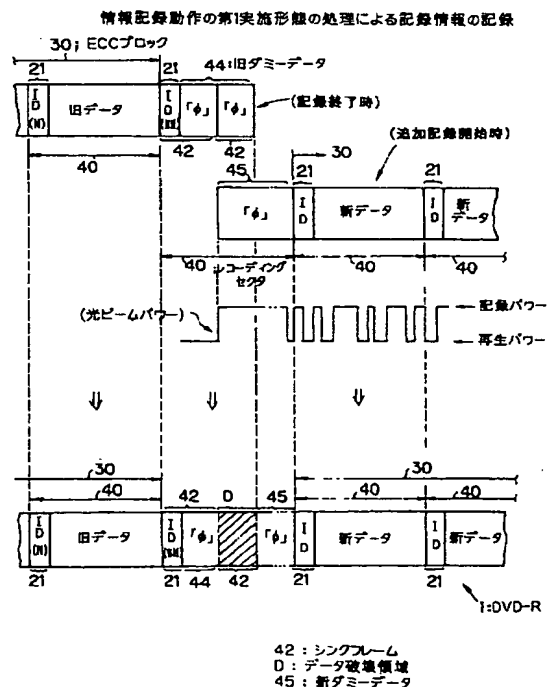 情報記録動作の第1実施形態の処理による記録情報の記録
30; ECCブロック
44:旧ダミーデータ
21
21
ID(N)
旧データ
「φ」
「φ」
(記録終了時)
40
42
42
45
30
21
(追加記録開始時)
21
「φ」
ID
新データ
ID
新データ
40
レコーディングセクタ
40
40
(光ビームパワー)
記録パワー
再生パワー
⇓
⇓
⇓
30
30
40
42
D
45
40
40
ID(N)
旧データ
「φ」
「φ」
ID
新データ
ID
新データ
21
21
44
42
21
21
1:DVD-R
42 : シンクフレーム
D : データ破壊領域
45 : 新ダミーデータ